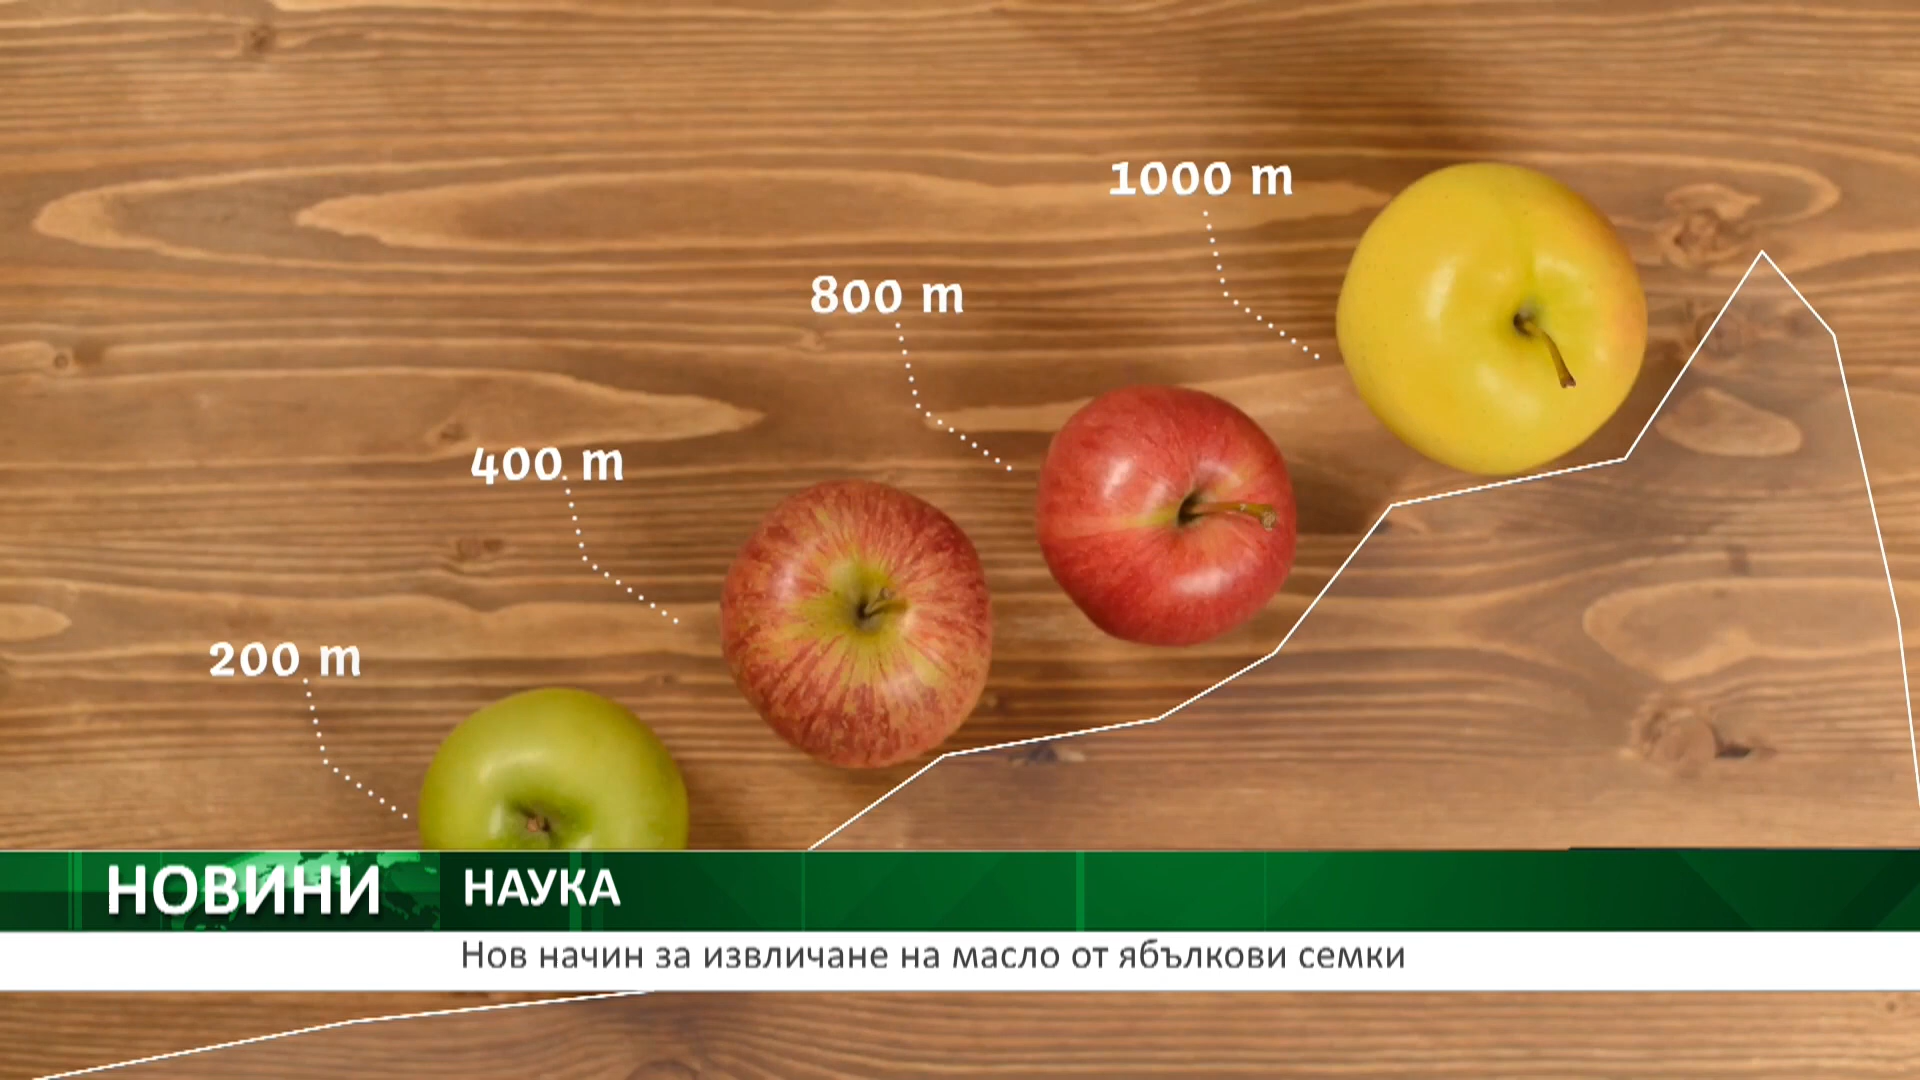 1000 m
800 m
400 m
200 m
НОВИНИ
НАУКА
Нов начин за извличане на масло от ябълкови семки